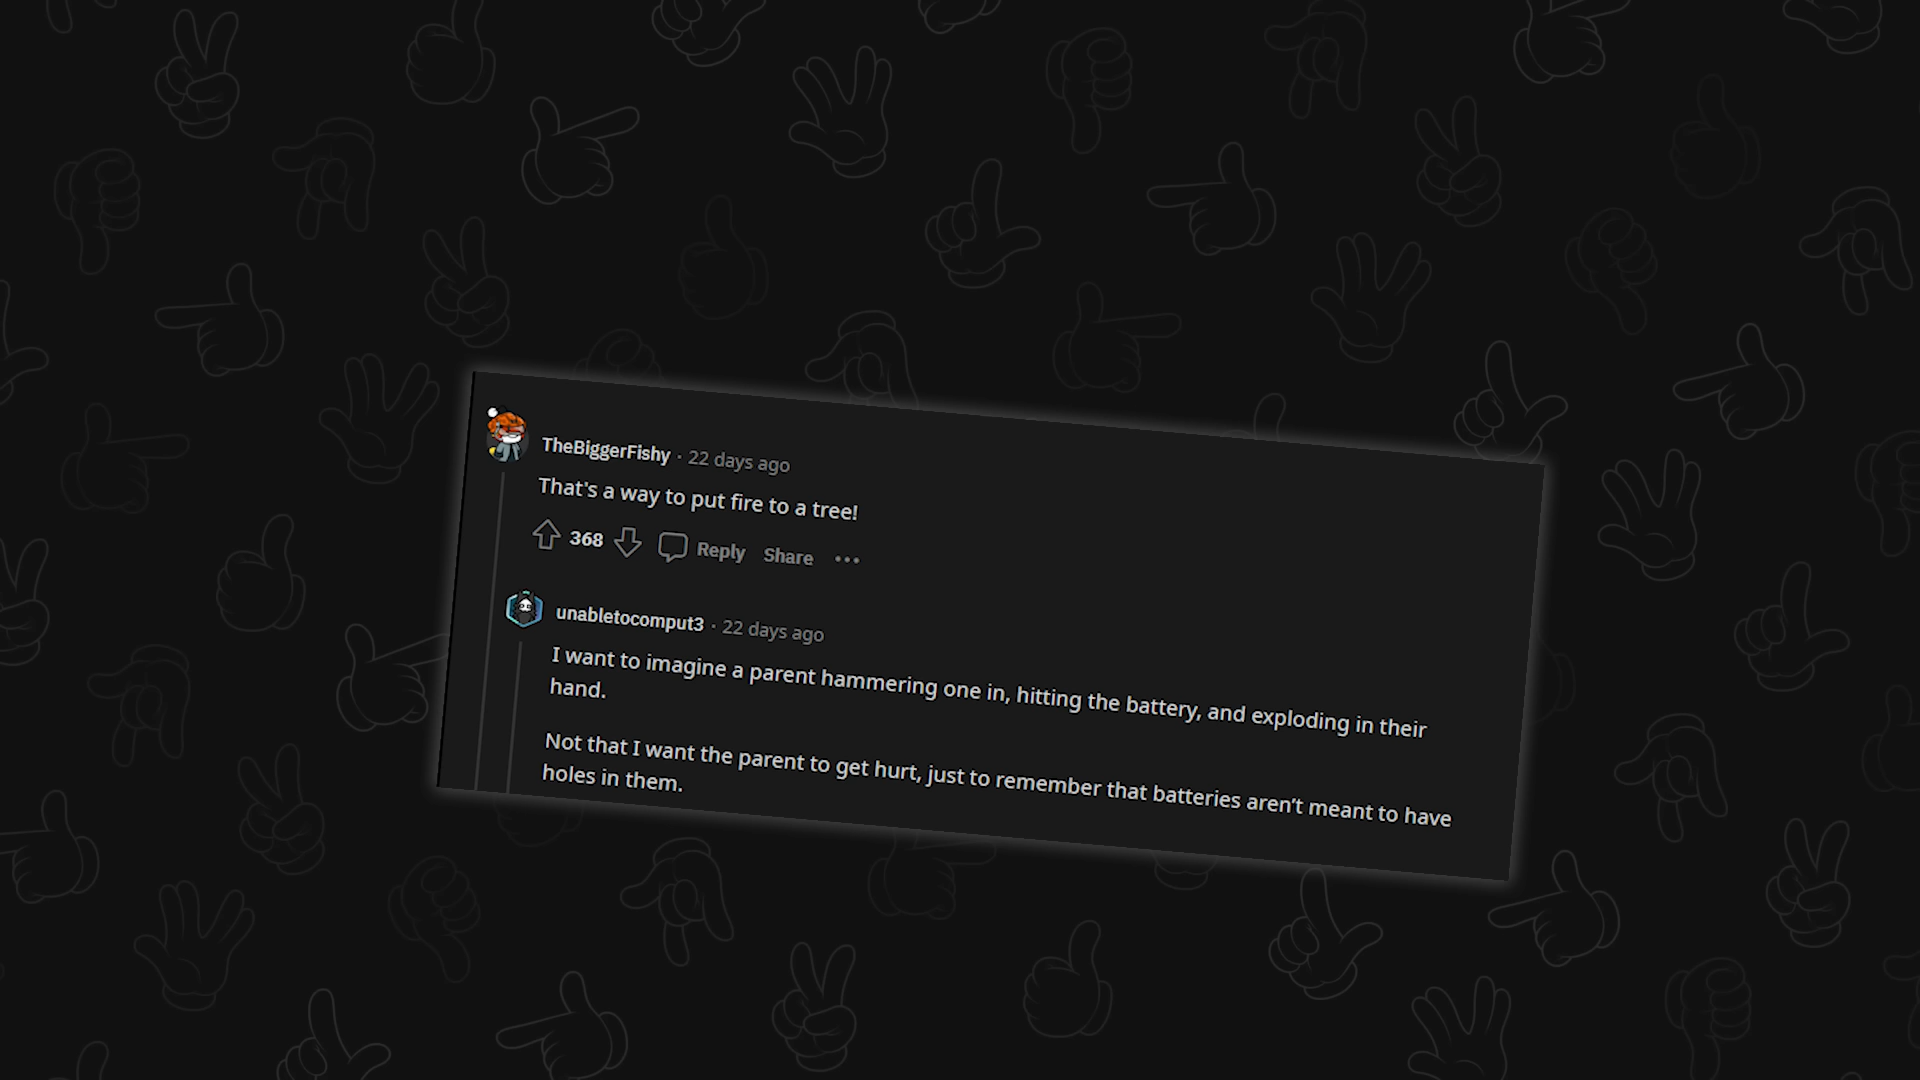 TheBiggerFishy · 22 days ago
That's a way to put fire to a tree!
368 Reply Share ...
unabletocomput3 · 22 days ago
I want to imagine a parent hammering one in, hitting the battery, and exploding in their
hand.
Not that I want the parent to get hurt, just to remember that batteries aren’t meant to have
holes in them.